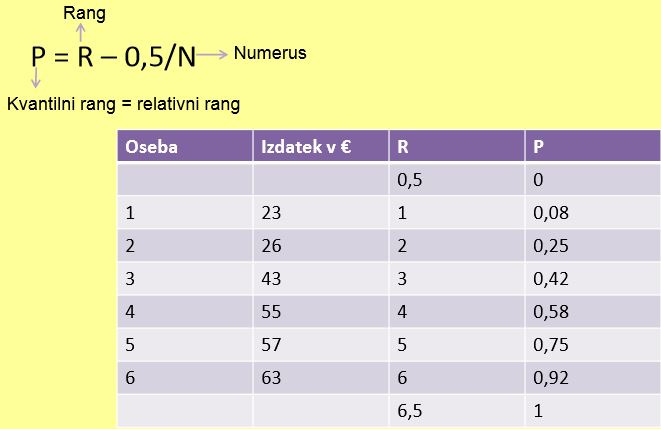 Rang
P = R – 0,5/N
Numerus
Kvantilni rang = relativni rang
Oseba Izdatek v € R P
0,5 0
1 23 1 0,08
2 26 2 0,25
3 43 3 0,42
4 55 4 0,58
5 57 5 0,75
6 63 6 0,92
6,5 1